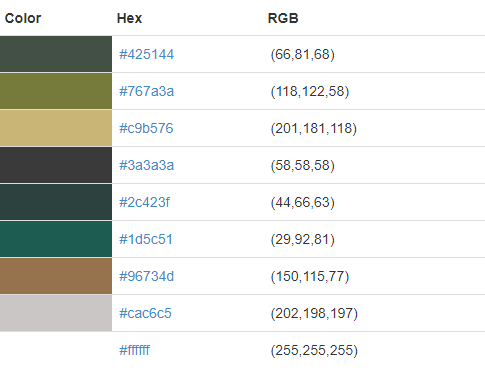 Color Hex RGB
#425144 (66,81,68)
#767a3a (118,122,58)
#c9b576 (201,181,118)
#3a3a3a (58,58,58)
#2c423f (44,66,63)
#1d5c51 (29,92,81)
#96734d (150,115,77)
#cac6c5 (202,198,197)
#ffffff (255,255,255)